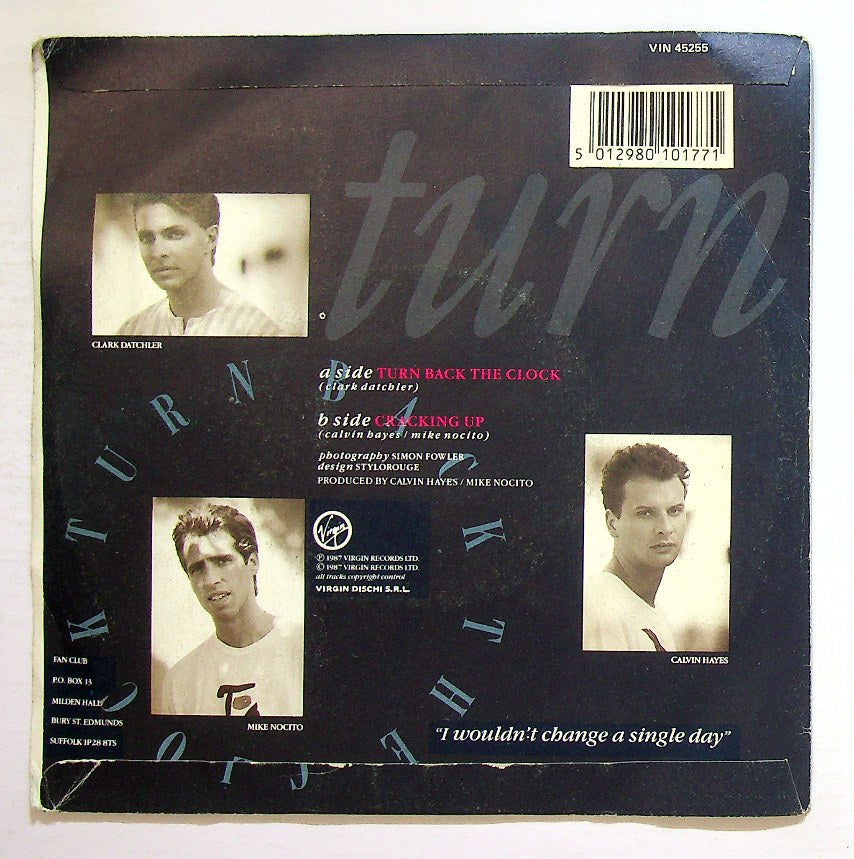 VIN 45255
5 012980 101771
turn
CLARK DATCHLER
a side TURN BACK THE CLOCK
(clark datchler)
b side CRACKING UP
(calvin hayes / mike nocito)
photography SIMON FOWLER
design STYLOROUGE
PRODUCED BY CALVIN HAYES / MIKE NOCITO
TURN BACK THE CLOCK TURN
Virgin
℗ 1987 VIRGIN RECORDS LTD.
© 1987 VIRGIN RECORDS LTD.
all tracks copyright control
VIRGIN DISCHI S.R.L.
CALVIN HAYES
MIKE NOCITO
FAN CLUB
P.O. BOX 13
MILDEN HALL
BURY ST. EDMUNDS
SUFFOLK IP28 8TS
"I wouldn't change a single day"